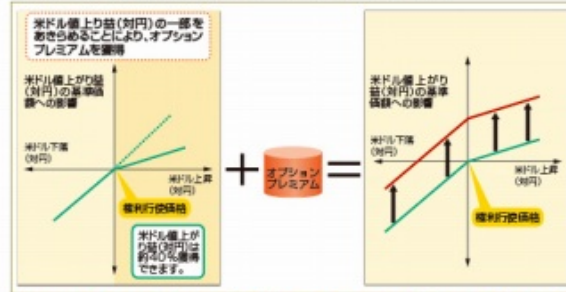 米ドル値上り益(対円)の一部を
あきらめることにより、オプション
プレミアムを獲得
米ドル値上がり益
(対円)の基準価
額への影響
米ドル下落
(対円)
米ドル上昇
(対円)
権利行使価格
米ドル値上が
り益(対円)は
約40%獲得
できます。
+
オプション
プレミアム
=
米ドル値上がり
益(対円)の基準
価額への影響
米ドル下落
(対円)
米ドル上昇
(対円)
権利行使価格